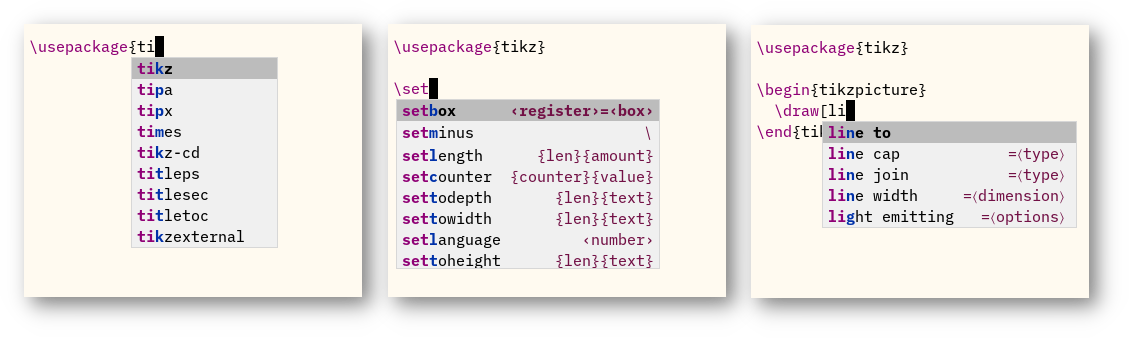 \usepackage{ti
tikz
tipa
tipx
times
tikz-cd
titleps
titlesec
titletoc
tikzexternal
\usepackage{tikz}
\set
setbox ‹register›=‹box›
setminus \
setlength {len}{amount}
setcounter {counter}{value}
settodepth {len}{text}
settowidth {len}{text}
setlanguage ‹number›
settoheight {len}{text}
\usepackage{tikz}
\begin{tikzpicture}
\draw[li
\end{tik
line to
line cap =⟨type⟩
line join =⟨type⟩
line width =⟨dimension⟩
light emitting =⟨options⟩